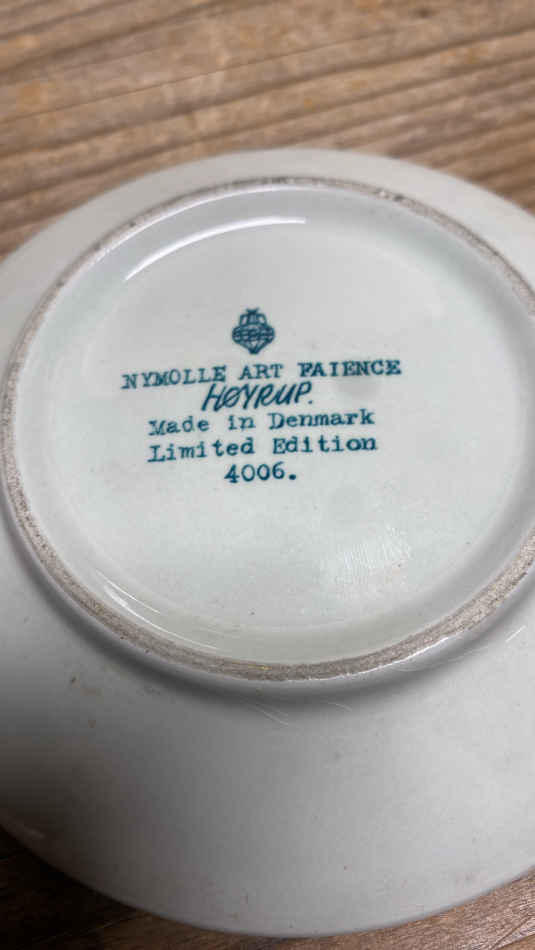 NYMOLLE ART FAIENCE
HØYRUP.
Made in Denmark
Limited Edition
4006.